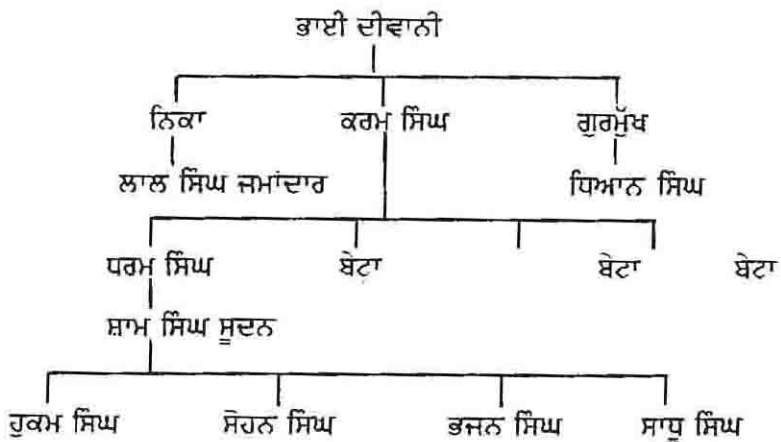 ਭਾਈ ਦੀਵਾਨੀ
ਨਿਕਾ ਕਰਮ ਸਿੰਘ ਗੁਰਮੁੱਖ
ਲਾਲ ਸਿੰਘ ਜਮਾਂਦਾਰ ਧਿਆਨ ਸਿੰਘ
ਧਰਮ ਸਿੰਘ ਬੇਟਾ ਬੇਟਾ ਬੇਟਾ
ਸ਼ਾਮ ਸਿੰਘ ਸੂਦਨ
ਹੁਕਮ ਸਿੰਘ ਸੋਹਨ ਸਿੰਘ ਭਜਨ ਸਿੰਘ ਸਾਧੂ ਸਿੰਘ